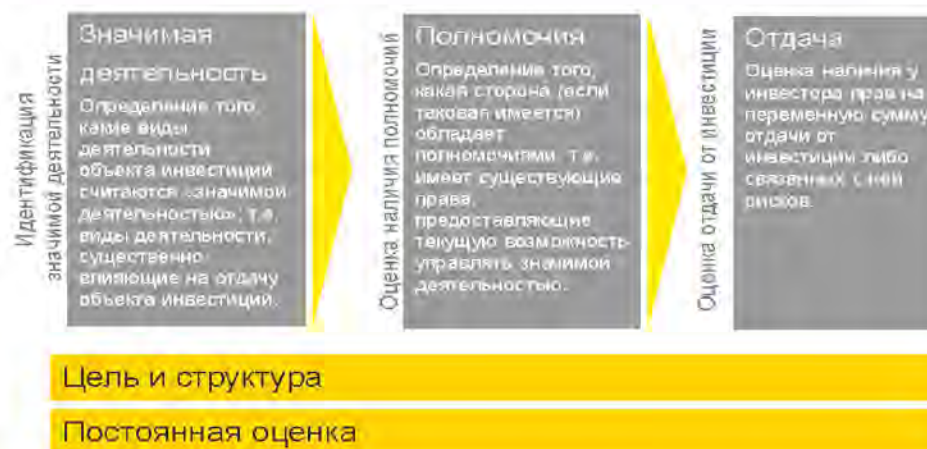 Идентификация
значимой деятельности
Значимая
деятельность
Определение того
какие виды
деятельности
объекта инвестиций
считаются «значимой
деятельностью», т.е.
виды деятельности,
существенно
влияющие на отдачу
объекта инвестиций.
Оценка наличия полномочий
Полномочия
Определение того,
какая сторона (если
таковая имеется)
обладает
полномочиями т.е.
имеет существующие
права,
предоставляющие
текущую возможность
управлять значимой
деятельностью.
Оценка отдачи от инвестиции
Отдача
Оценка наличия у
инвестора прав на
переменную сумму
отдачи от
инвестиции либо
связанных с ней
рисков.
Цель и структура
Постоянная оценка